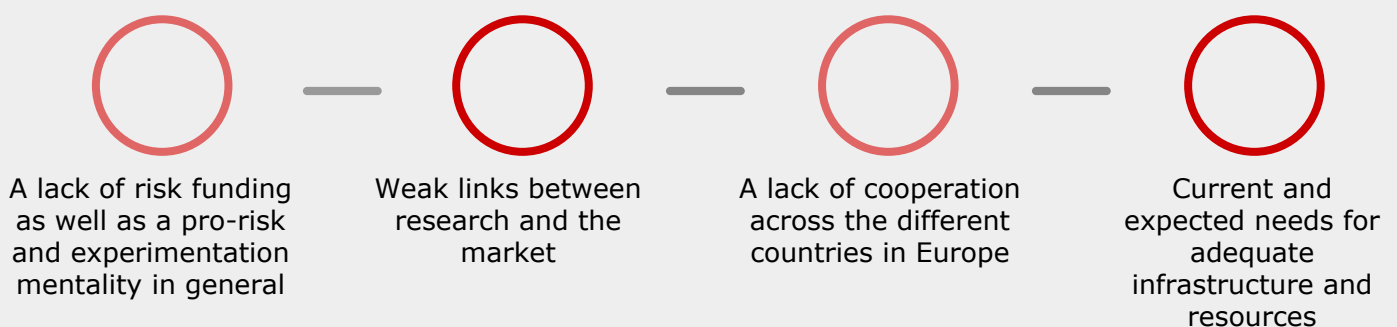 A lack of risk funding
as well as a pro-risk
and experimentation
mentality in general
Weak links between
research and the
market
A lack of cooperation
across the different
countries in Europe
Current and
expected needs for
adequate
infrastructure and
resources